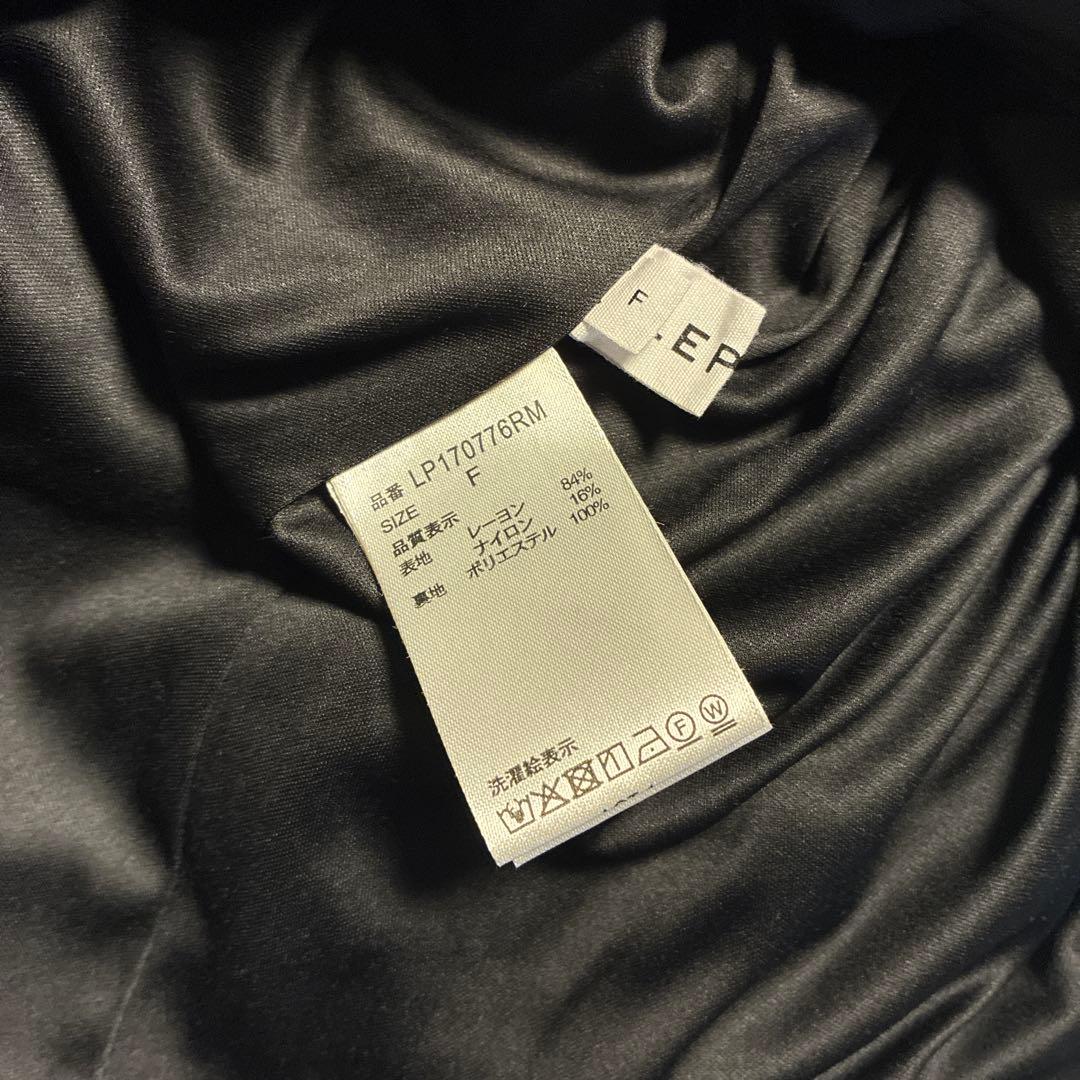 F
.EP
品番 LP170776RM
SIZE F
品質表示
表地 レーヨン 84%
ナイロン 16%
裏地 ポリエステル 100%
洗濯絵表示
F W